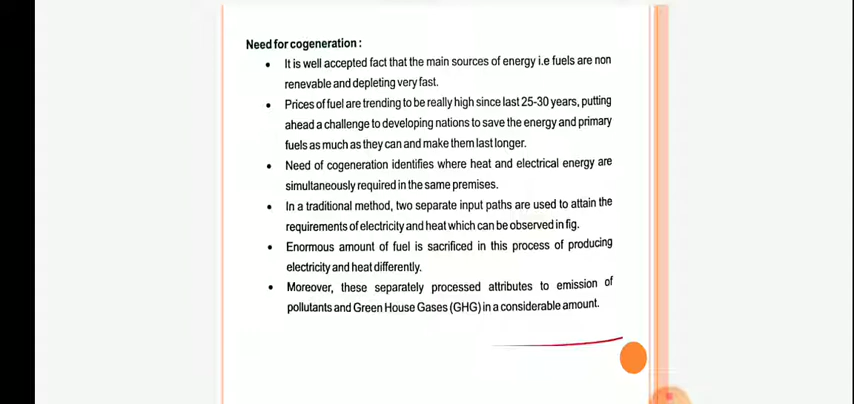 Need for cogeneration :
• It is well accepted fact that the main sources of energy i.e fuels are non
renevable and depleting very fast.
• Prices of fuel are trending to be really high since last 25-30 years, putting
ahead a challenge to developing nations to save the energy and primary
fuels as much as they can and make them last longer.
• Need of cogeneration identifies where heat and electrical energy are
simultaneously required in the same premises.
• In a traditional method, two separate input paths are used to attain the
requirements of electricity and heat which can be observed in fig.
• Enormous amount of fuel is sacrificed in this process of producing
electricity and heat differently.
• Moreover, these separately processed attributes to emission of
pollutants and Green House Gases (GHG) in a considerable amount.